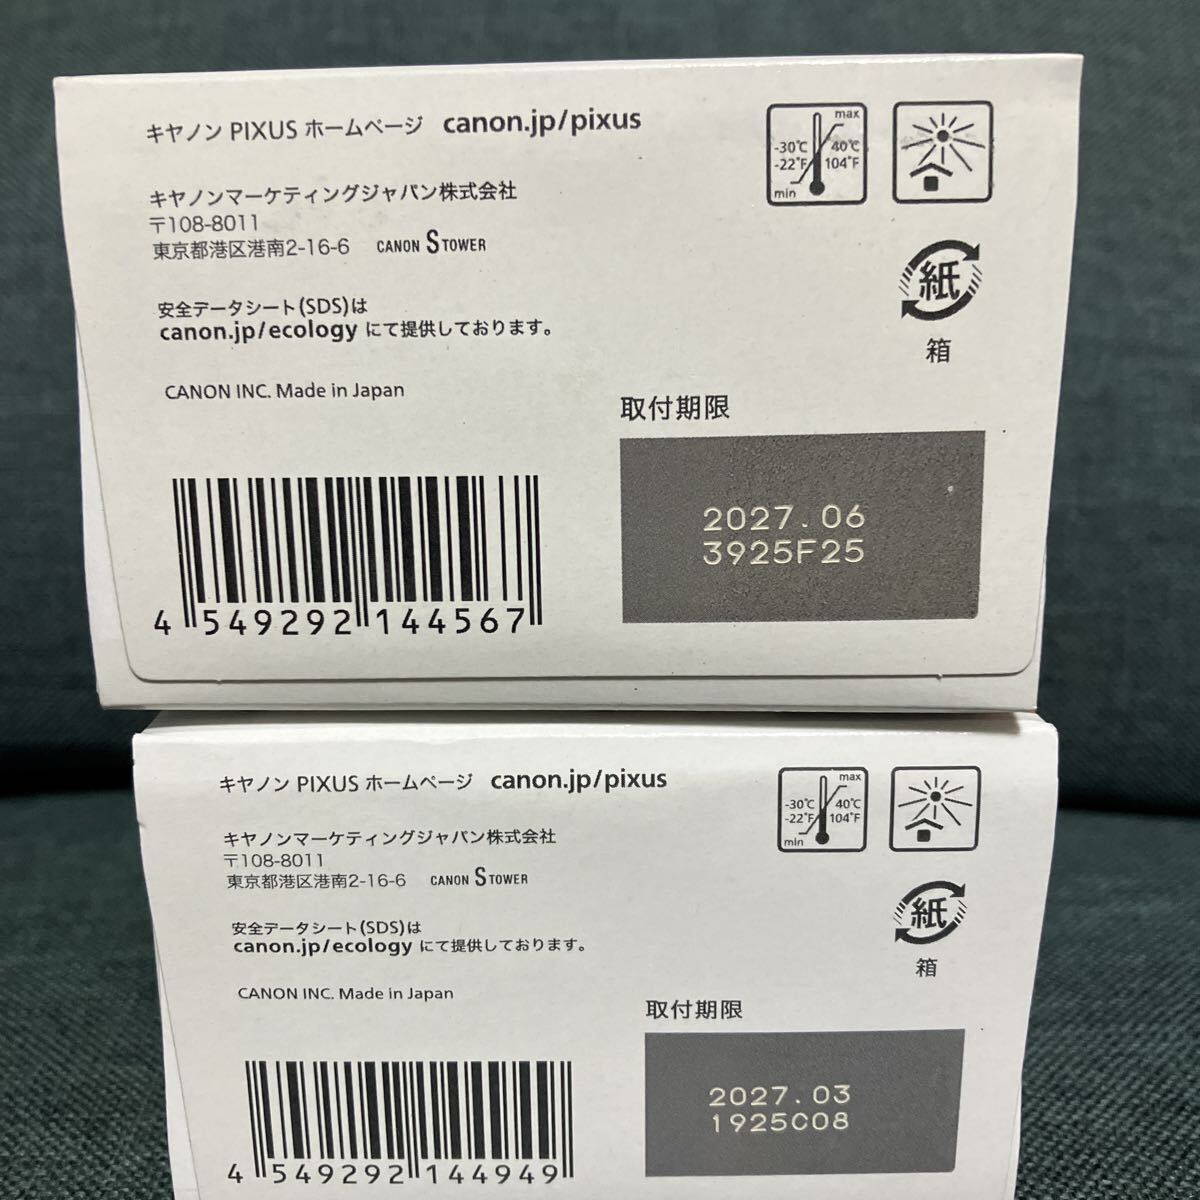 キヤノン PIXUS ホームページ canon.jp/pixus
max
-30℃ 40℃
-22°F 104°F
min
キヤノンマーケティングジャパン株式会社
〒108-8011
東京都港区港南2-16-6 CANON S TOWER
紙
箱
安全データシート(SDS)は
canon.jp/ecology にて提供しております。
CANON INC. Made in Japan
取付期限
2027.06
3925F25
4 549292 144567
キヤノン PIXUS ホームページ canon.jp/pixus
max
-30℃ 40℃
-22°F 104°F
min
キヤノンマーケティングジャパン株式会社
〒108-8011
東京都港区港南2-16-6 CANON S TOWER
紙
箱
安全データシート(SDS)は
canon.jp/ecology にて提供しております。
CANON INC. Made in Japan
取付期限
2027.03
1925C08
4 549292 144949